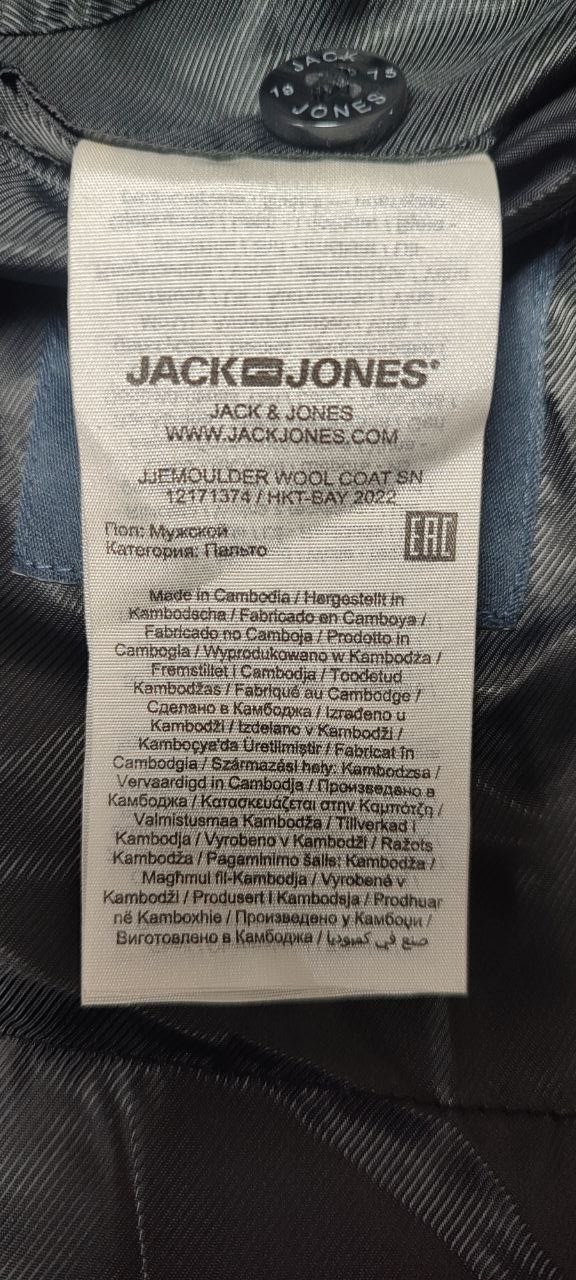 JACK
19 75
JONES
JACK JONES®
JACK & JONES
WWW.JACKJONES.COM
JJEMOULDER WOOL COAT SN
12171374 / HKT-BAY 2022
Пол: Мужской
Категория: Пальто
EAC
Made in Cambodia / Hergestellt in
Kambodscha / Fabricado en Camboya /
Fabricado no Camboja / Prodotto in
Cambogia / Wyprodukowano w Kambodża /
Fremstillet i Cambodja / Toodetud
Kambodžas / Fabriqué au Cambodge /
Сделано в Камбоджа / Izrađeno u
Kambodži / Izdelano v Kambodži /
Kamboçya'da Üretilmiştir / Fabricat în
Cambodgia / Származási hely: Kambodzsa /
Vervaardigd in Cambodja / Произведено в
Камбоджа / Κατασκευάζεται στην Καμπότζη /
Valmistusmaa Kambodža / Tillverkad i
Kambodja / Vyrobeno v Kambodži / Ražots
Kambodža / Pagaminimo šalis: Kambodža /
Magħmul fil-Kambodja / Vyrobené v
Kambodži / Produsert i Kambodsja / Prodhuar
në Kamboxhie / Произведено у Камбоџи /
Виготовлено в Камбоджа / صنع في كمبوديا